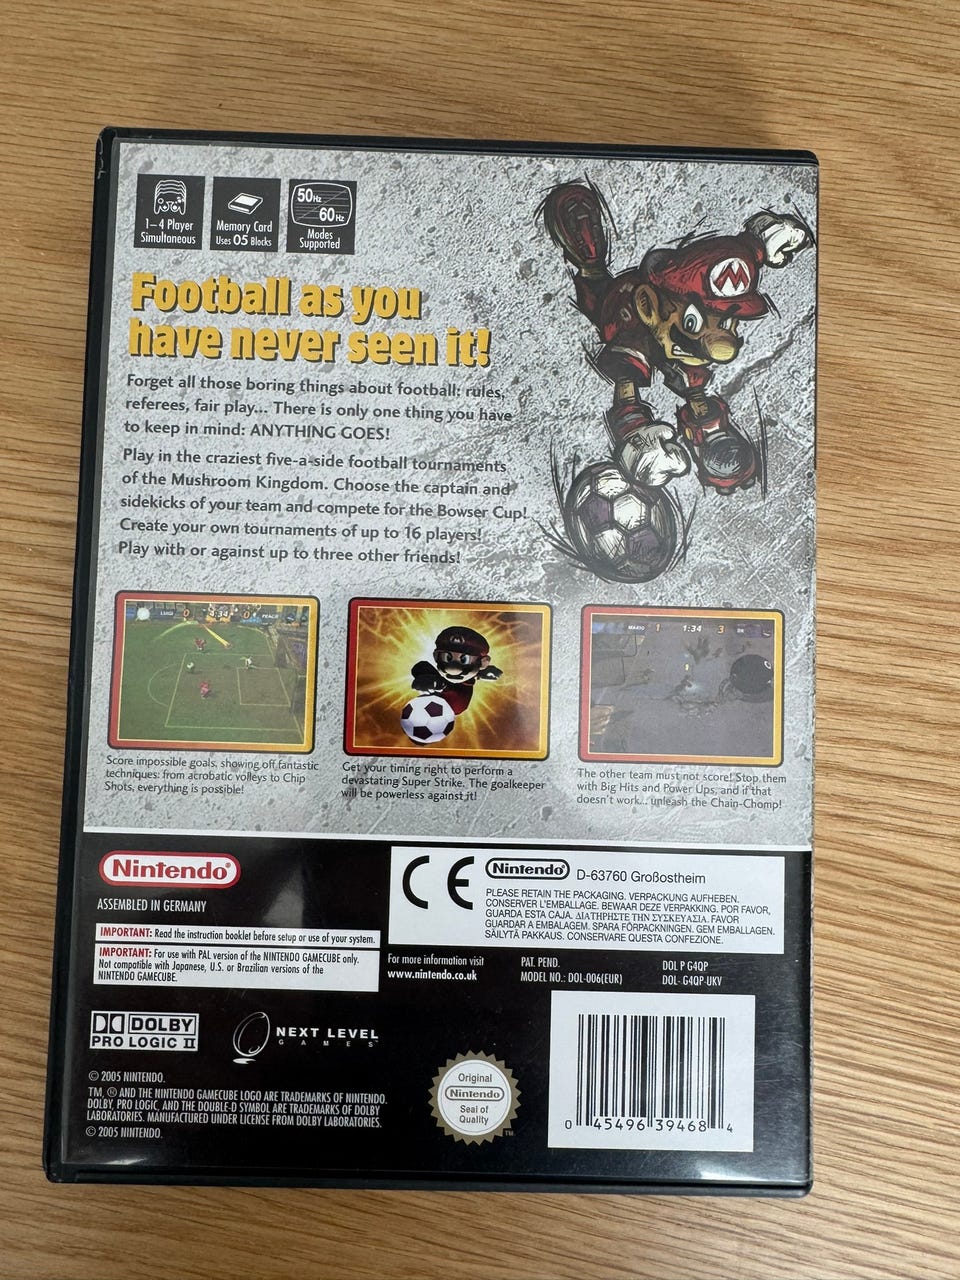 1–4 Player
Simultaneous
Memory Card
Uses 05 Blocks
50Hz
60Hz
Modes
Supported
M
Football as you
have never seen it!
Forget all those boring things about football: rules,
referees, fair play... There is only one thing you have
to keep in mind: ANYTHING GOES!
Play in the craziest five-a-side football tournaments
of the Mushroom Kingdom. Choose the captain and
sidekicks of your team and compete for the Bowser Cup!
Create your own tournaments of up to 16 players!
Play with or against up to three other friends!
LUIGI 0 4:34 0 PEACH
MARIO 1 1:34 3 DK
Score impossible goals, showing off fantastic
techniques: from acrobatic volleys to Chip
Shots, everything is possible!
Get your timing right to perform a
devastating Super Strike. The goalkeeper
will be powerless against it!
The other team must not score! Stop them
with Big Hits and Power Ups, and if that
doesn't work... unleash the Chain-Chomp!
Nintendo®
ASSEMBLED IN GERMANY
IMPORTANT: Read the instruction booklet before setup or use of your system.
IMPORTANT: For use with PAL version of the NINTENDO GAMECUBE only.
Not compatible with Japanese, U.S. or Brazilian versions of the
NINTENDO GAMECUBE.
CE Nintendo® D-63760 Großostheim
PLEASE RETAIN THE PACKAGING. VERPACKUNG AUFHEBEN.
CONSERVER L'EMBALLAGE. BEWAAR DEZE VERPAKKING. POR FAVOR,
GUARDA ESTA CAJA. ΔΙΑΤΗΡΗΣΤΕ ΤΗΝ ΣΥΣΚΕΥΑΣΙΑ. FAVOR
GUARDAR A EMBALAGEM. SPARA FÖRPACKNINGEN. GEM EMBALLAGEN.
SÄILYTÄ PAKKAUS. CONSERVARE QUESTA CONFEZIONE.
For more information visit
www.nintendo.co.uk
PAT. PEND.
MODEL NO.: DOL-006(EUR)
DOL P G4QP
DOL- G4QP-UKV
DOLBY
PRO LOGIC II
NEXT LEVEL
GAMES
© 2005 NINTENDO.
TM, ® AND THE NINTENDO GAMECUBE LOGO ARE TRADEMARKS OF NINTENDO.
DOLBY, PRO LOGIC, AND THE DOUBLE-D SYMBOL ARE TRADEMARKS OF DOLBY
LABORATORIES. MANUFACTURED UNDER LICENSE FROM DOLBY LABORATORIES.
© 2005 NINTENDO.
Original
Nintendo
Seal of
Quality
TM
0 45496 39468 4